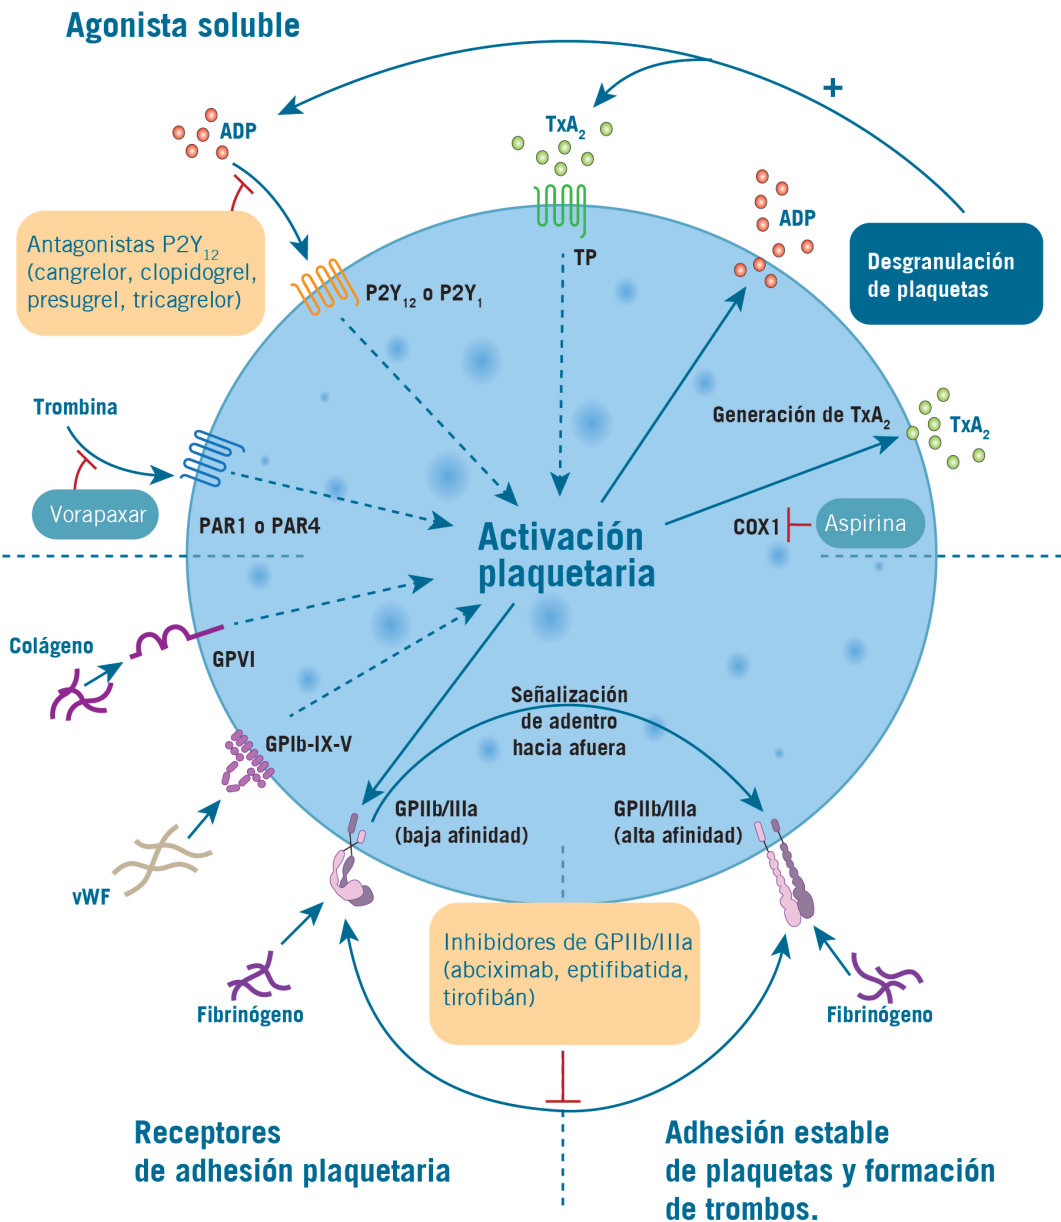 Agonista soluble
+
ADP
TxA2
ADP
Antagonistas P2Y12
(cangrelor, clopidogrel,
presugrel, tricagrelor)
TP
Desgranulación
de plaquetas
P2Y12 o P2Y1
Trombina
Generación de TxA2
TxA2
Vorapaxar
PAR1 o PAR4
COX1
Aspirina
Activación
plaquetaria
Colágeno
GPVI
Señalización
de adentro
hacia afuera
GPIb-IX-V
GPIIb/IIIa
(baja afinidad)
GPIIb/IIIa
(alta afinidad)
vWF
Inhibidores de GPIIb/IIIa
(abciximab, eptifibatida,
tirofibán)
Fibrinógeno
Fibrinógeno
Receptores
de adhesión plaquetaria
Adhesión estable
de plaquetas y formación
de trombos.